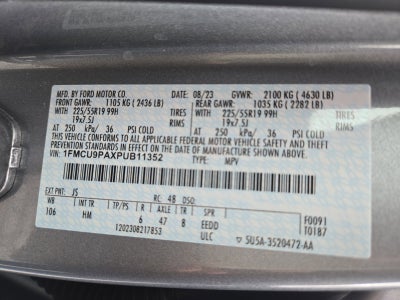 MFD. BY FORD MOTOR CO. 08/23 GVWR: 2100 KG ( 4630 LB)
FRONT GAWR: 1105 KG ( 2436 LB) REAR GAWR: 1035 KG ( 2282 LB)
225/55R19 99H TIRES 225/55R19 99H TIRES
19x7.5J RIMS 19x7.5J RIMS
AT 250 kPa/ 36 PSI COLD AT 250 kPa/ 36 PSI COLD
THIS VEHICLE CONFORMS TO ALL APPLICABLE FEDERAL MOTOR VEHICLE SAFETY
AND THEFT PREVENTION STANDARDS IN EFFECT ON THE DATE OF MANUFACTURE SHOWN ABOVE.
VIN: 1FMCU9PAXPUB11352 TYPE: MPV
EXT PNT: JS RC: 48 DSO:
WB INT TR TP/PS R AXLE TR SPR F0091
106 HM 6 47 8 EEDD T0187
1202308217853 ULC 5U5A-3520472-AA